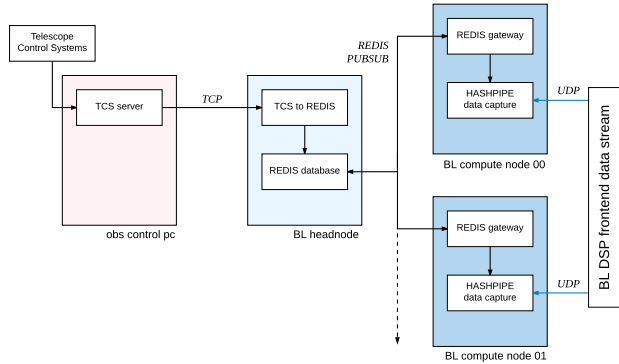 Telescope
Control Systems
TCS server
obs control pc
TCP
TCS to REDIS
REDIS database
BL headnode
REDIS
PUBSUB
REDIS gateway
HASHPIPE
data capture
BL compute node 00
UDP
REDIS gateway
HASHPIPE
data capture
BL compute node 01
UDP
BL DSP frontend data stream